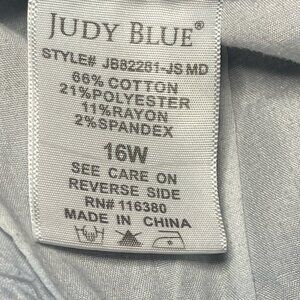 JUDY BLUE®
STYLE# JB82281-JS MD
66% COTTON
21%POLYESTER
11%RAYON
2%SPANDEX
16W
SEE CARE ON
REVERSE SIDE
RN# 116380
MADE IN CHINA